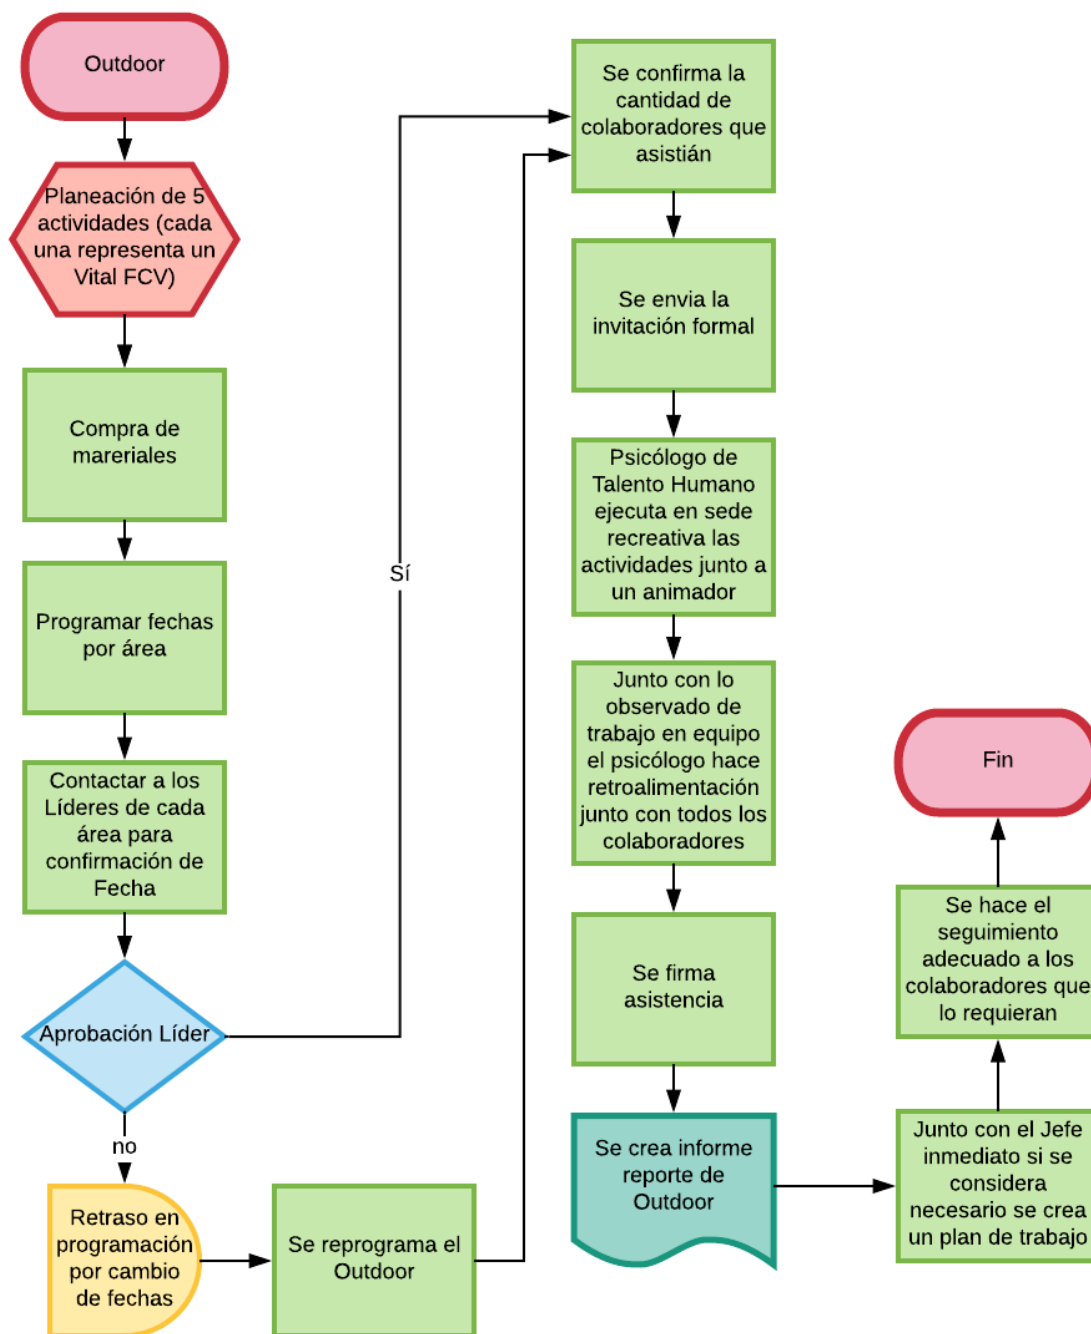 Outdoor
Planeación de 5
actividades (cada
una representa un
Vital FCV)
Compra de
mareriales
Programar fechas
por área
Contactar a los
Líderes de cada
área para
confirmación de
Fecha
Aprobación Líder
no
Retraso en
programación
por cambio
de fechas
Se reprograma el
Outdoor
Sí
Se confirma la
cantidad de
colaboradores que
asistián
Se envia la
invitación formal
Psicólogo de
Talento Humano
ejecuta en sede
recreativa las
actividades junto a
un animador
Junto con lo
observado de
trabajo en equipo
el psicólogo hace
retroalimentación
junto con todos los
colaboradores
Se firma
asistencia
Se crea informe
reporte de
Outdoor
Junto con el Jefe
inmediato si se
considera
necesario se crea
un plan de trabajo
Se hace el
seguimiento
adecuado a los
colaboradores que
lo requieran
Fin